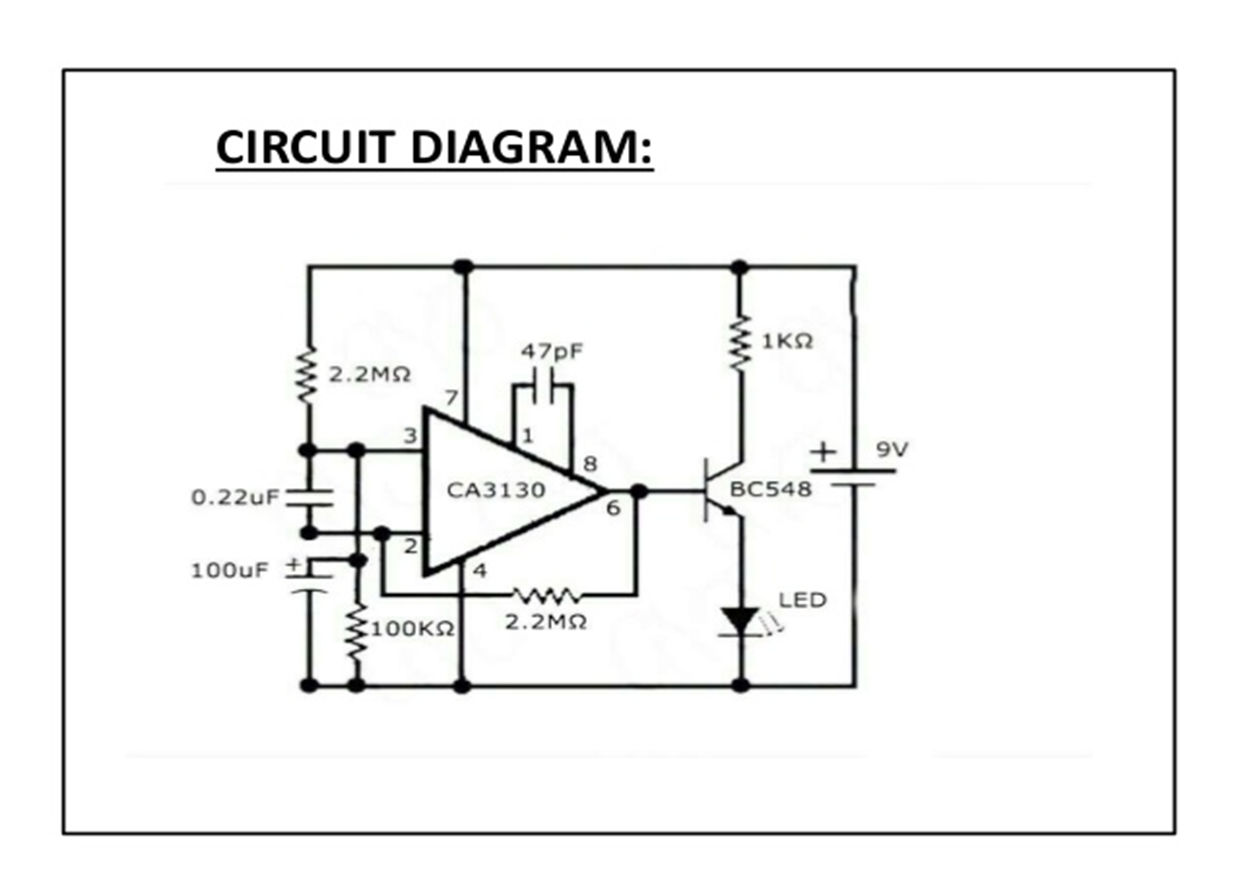 CIRCUIT DIAGRAM:
47pF
1KΩ
2.2MΩ
7
3
1
8
+ 9V
0.22uF
CA3130
BC548
6
2
100uF +
4
LED
100KΩ
2.2MΩ